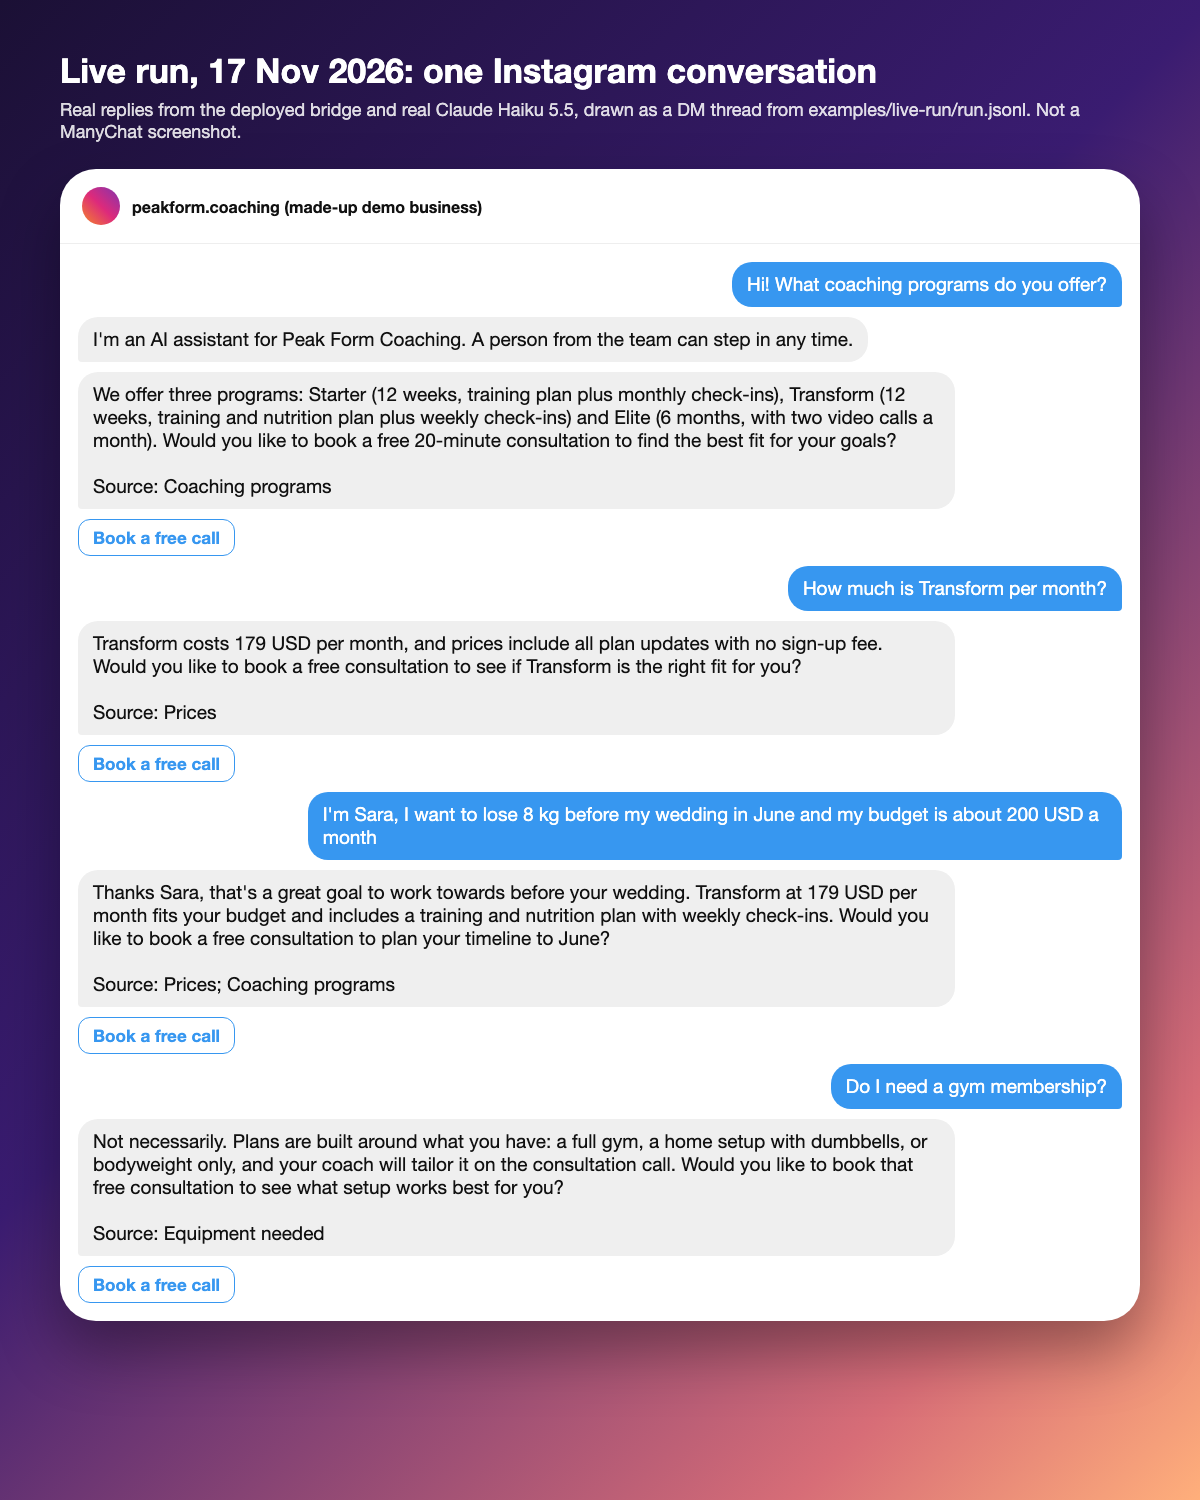 Live run, 17 Nov 2026: one Instagram conversation
Real replies from the deployed bridge and real Claude Haiku 5.5, drawn as a DM thread from examples/live-run/run.jsonl. Not a
ManyChat screenshot.
peakform.coaching (made-up demo business)
Hi! What coaching programs do you offer?
I'm an AI assistant for Peak Form Coaching. A person from the team can step in any time.
We offer three programs: Starter (12 weeks, training plan plus monthly check-ins), Transform (12
weeks, training and nutrition plan plus weekly check-ins) and Elite (6 months, with two video calls a
month). Would you like to book a free 20-minute consultation to find the best fit for your goals?
Source: Coaching programs
Book a free call
How much is Transform per month?
Transform costs 179 USD per month, and prices include all plan updates with no sign-up fee.
Would you like to book a free consultation to see if Transform is the right fit for you?
Source: Prices
Book a free call
I'm Sara, I want to lose 8 kg before my wedding in June and my budget is about 200 USD a
month
Thanks Sara, that's a great goal to work towards before your wedding. Transform at 179 USD per
month fits your budget and includes a training and nutrition plan with weekly check-ins. Would you
like to book a free consultation to plan your timeline to June?
Source: Prices; Coaching programs
Book a free call
Do I need a gym membership?
Not necessarily. Plans are built around what you have: a full gym, a home setup with dumbbells, or
bodyweight only, and your coach will tailor it on the consultation call. Would you like to book that
free consultation to see what setup works best for you?
Source: Equipment needed
Book a free call